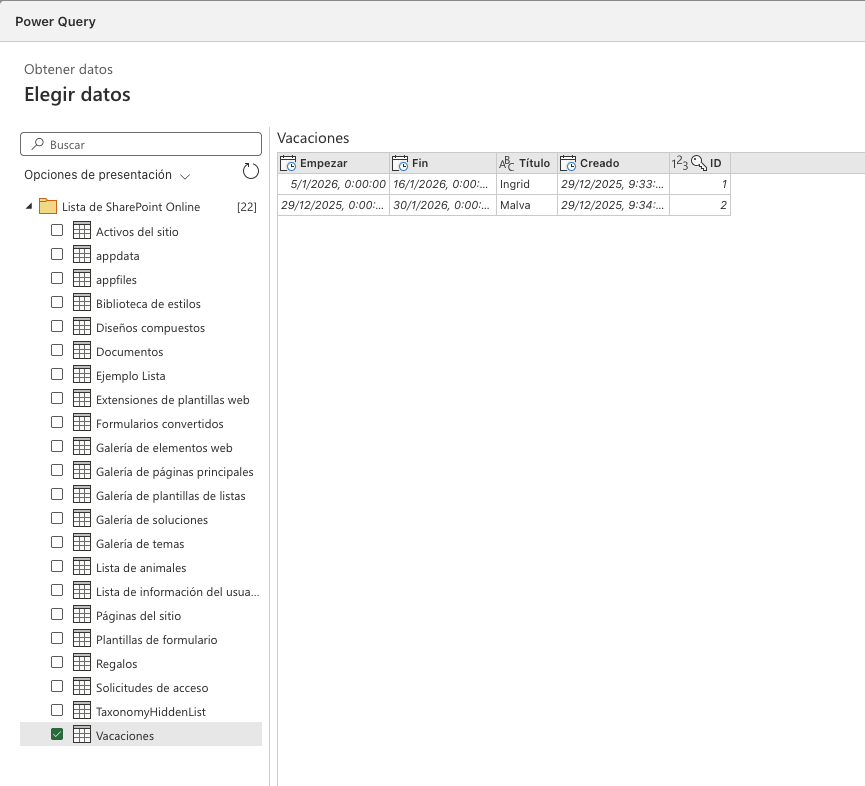 Power Query
Obtener datos
Elegir datos
Buscar
Opciones de presentación
Lista de SharePoint Online [22]
Activos del sitio
appdata
appfiles
Biblioteca de estilos
Diseños compuestos
Documentos
Ejemplo Lista
Extensiones de plantillas web
Formularios convertidos
Galería de elementos web
Galería de páginas principales
Galería de plantillas de listas
Galería de soluciones
Galería de temas
Lista de animales
Lista de información del usua...
Páginas del sitio
Plantillas de formulario
Regalos
Solicitudes de acceso
TaxonomyHiddenList
Vacaciones
Vacaciones
Empezar Fin ABC Título Creado 123 ID
5/1/2026, 0:00:00 16/1/2026, 0:00:... Ingrid 29/12/2025, 9:33:... 1
29/12/2025, 0:00:... 30/1/2026, 0:00:... Malva 29/12/2025, 9:34:... 2